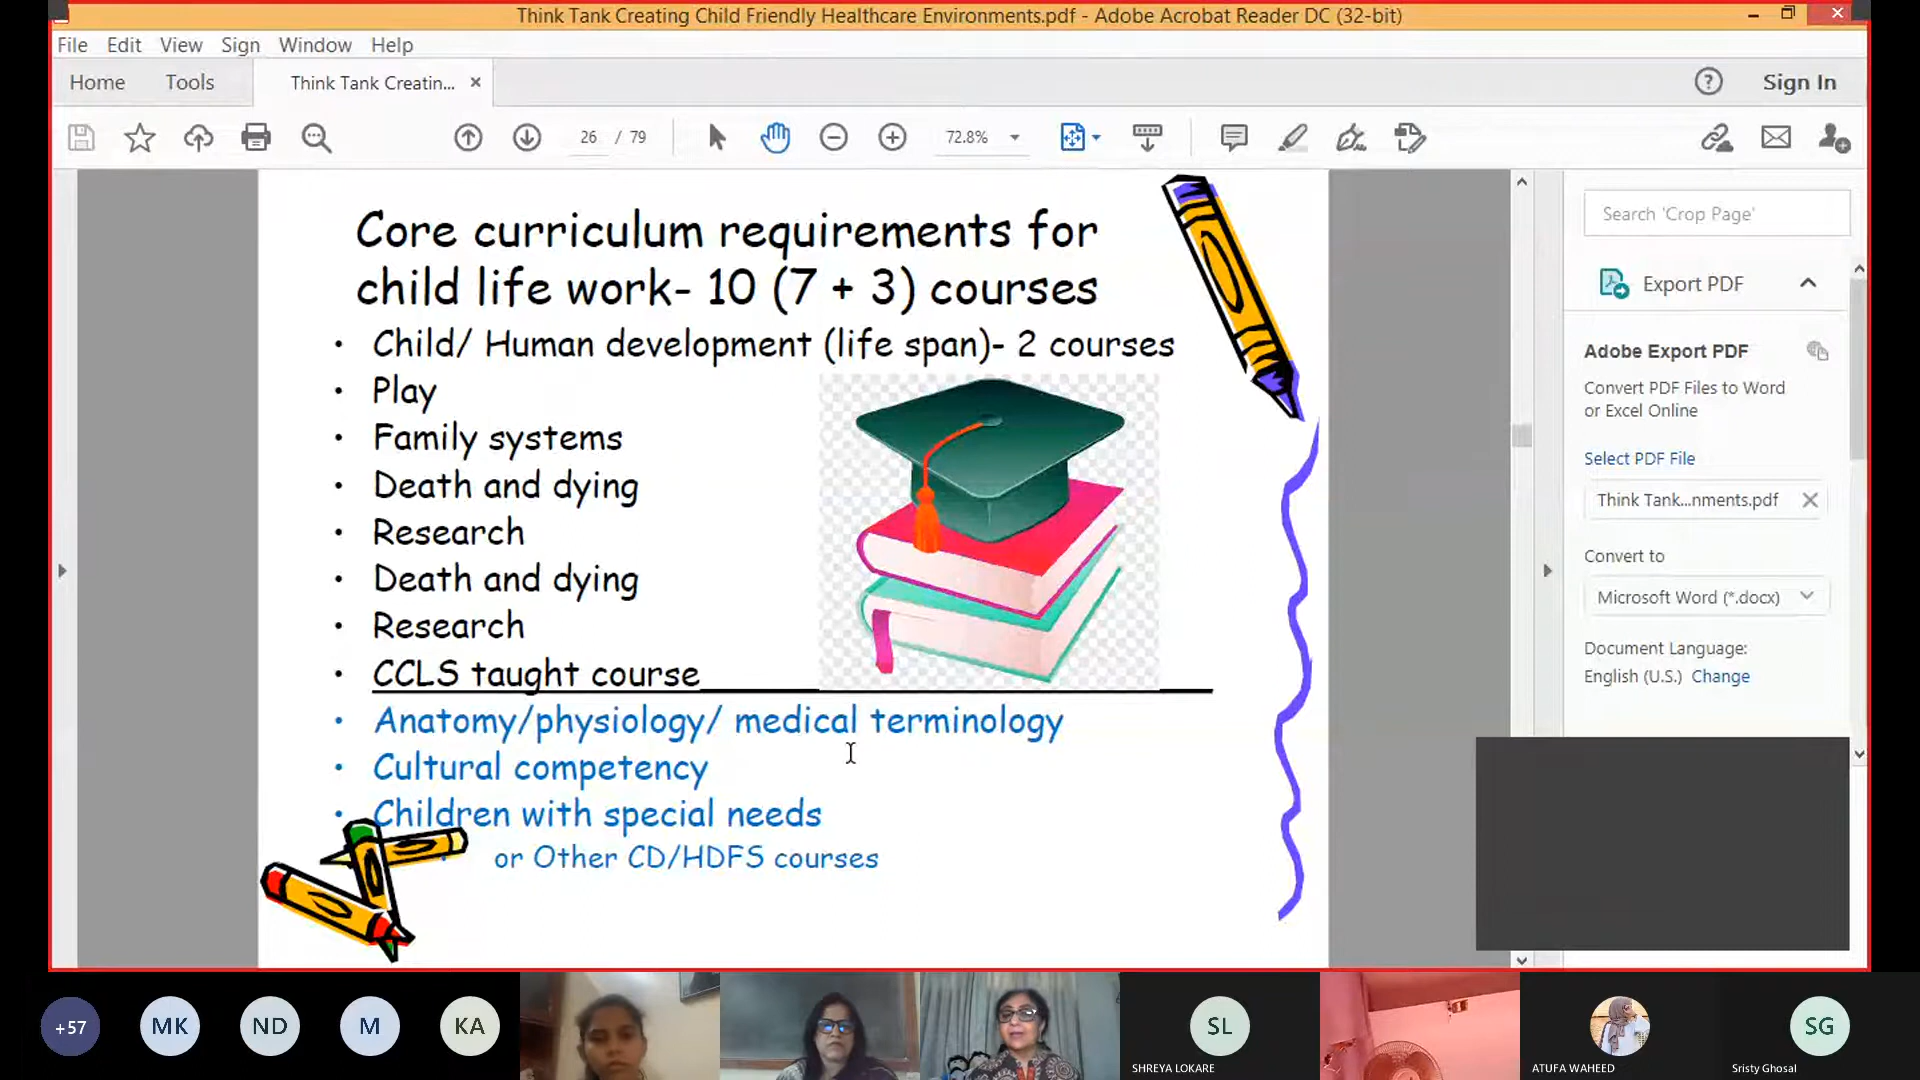 Think Tank Creating Child Friendly Healthcare Environments.pdf - Adobe Acrobat Reader DC (32-bit)
File Edit View Sign Window Help
Home Tools Think Tank Creatin... × Sign In
26 / 79 72.8%
Core curriculum requirements for
child life work- 10 (7 + 3) courses
• Child/ Human development (life span)- 2 courses
• Play
• Family systems
• Death and dying
• Research
• Death and dying
• Research
• CCLS taught course
• Anatomy/physiology/ medical terminology
• Cultural competency
• Children with special needs
or Other CD/HDFS courses
Search 'Crop Page'
Export PDF
Adobe Export PDF
Convert PDF Files to Word
or Excel Online
Select PDF File
Think Tank...nments.pdf
Convert to
Microsoft Word (*.docx)
Document Language:
English (U.S.) Change
+57 MK ND M KA SL SG
SHREYA LOKARE ATUFA WAHEED Sristy Ghosal